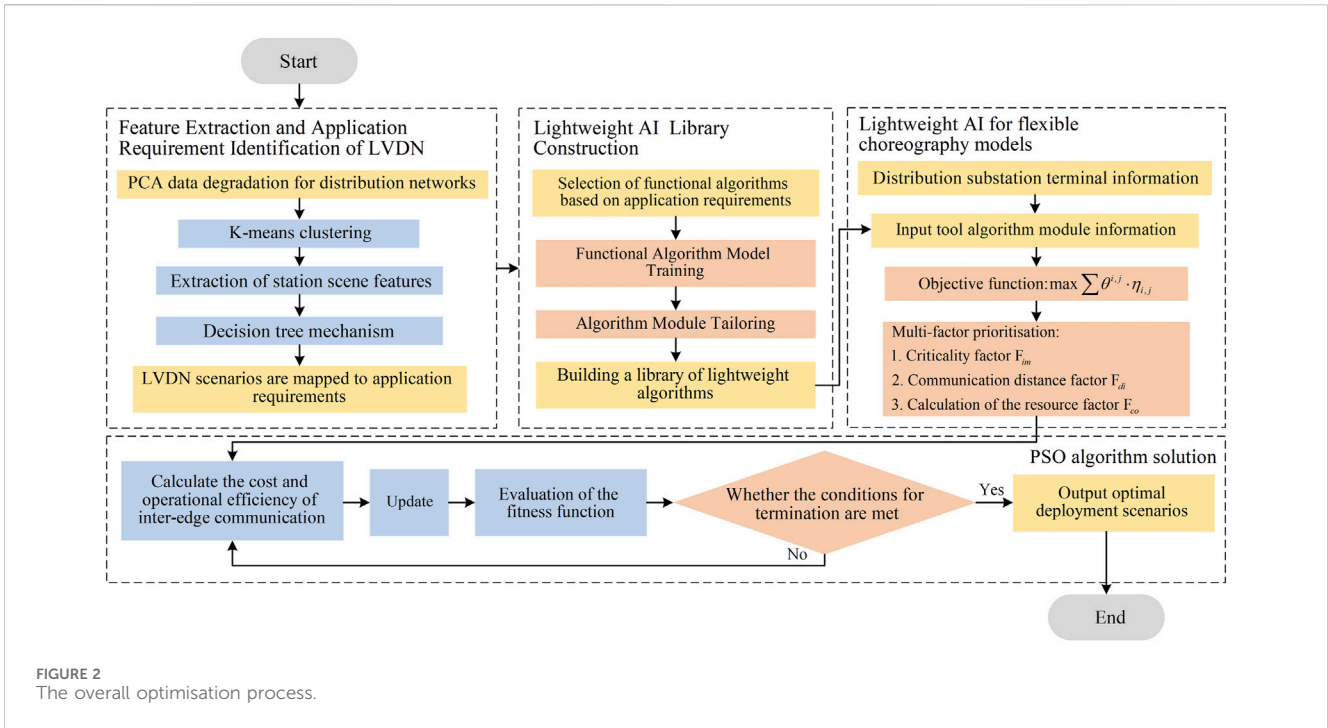 Start
Feature Extraction and Application
Requirement Identification of LVDN
PCA data degradation for distribution networks
K-means clustering
Extraction of station scene features
Decision tree mechanism
LVDN scenarios are mapped to application
requirements
Lightweight AI Library
Construction
Selection of functional algorithms
based on application requirements
Functional Algorithm Model
Training
Algorithm Module Tailoring
Building a library of lightweight
algorithms
Lightweight AI for flexible
choreography models
Distribution substation terminal information
Input tool algorithm module information
Objective function: max ∑ θ^{i,j} · η_{i,j}
Multi-factor prioritisation:
1. Criticality factor F_{im}
2. Communication distance factor F_{di}
3. Calculation of the resource factor F_{co}
PSO algorithm solution
Calculate the cost and
operational efficiency of
inter-edge communication
Update
Evaluation of the
fitness function
Whether the conditions for
termination are met
Yes
No
Output optimal
deployment scenarios
End
FIGURE 2
The overall optimisation process.